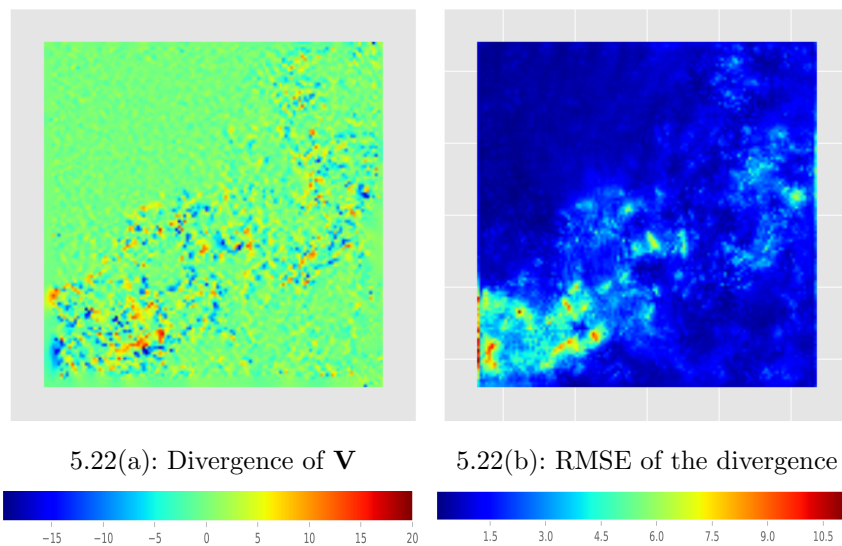 5.22(a): Divergence of V
5.22(b): RMSE of the divergence
−15 −10 −5 0 5 10 15 20
1.5 3.0 4.5 6.0 7.5 9.0 10.5